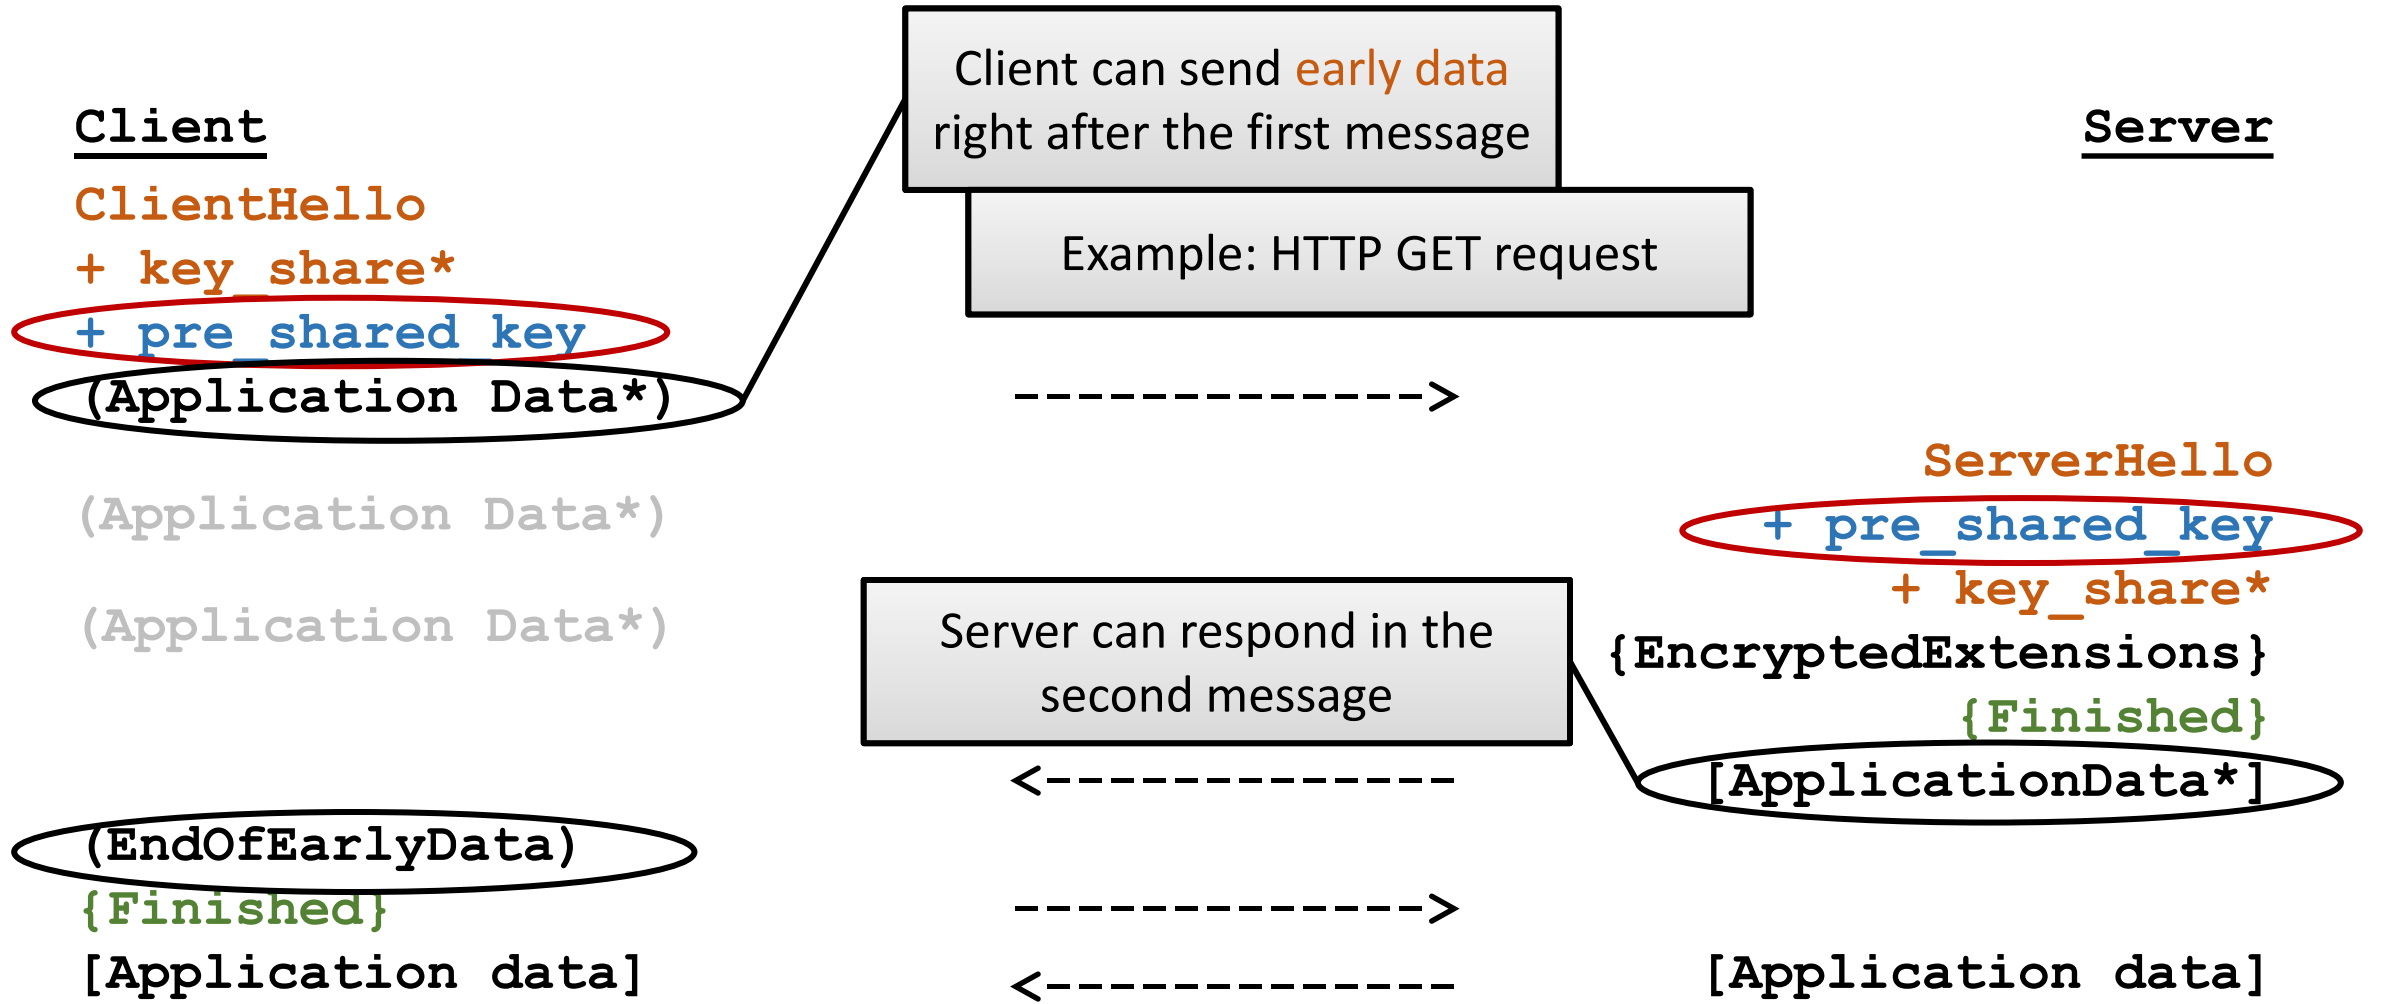 Client can send early data
right after the first message
Client
Server
ClientHello
Example: HTTP GET request
+ key_share*
+ pre_shared_key
(Application Data*)
ServerHello
(Application Data*)
+ pre_shared_key
+ key_share*
(Application Data*)
Server can respond in the
second message
{EncryptedExtensions}
{Finished}
[ApplicationData*]
(EndOfEarlyData)
{Finished}
[Application data]
[Application data]